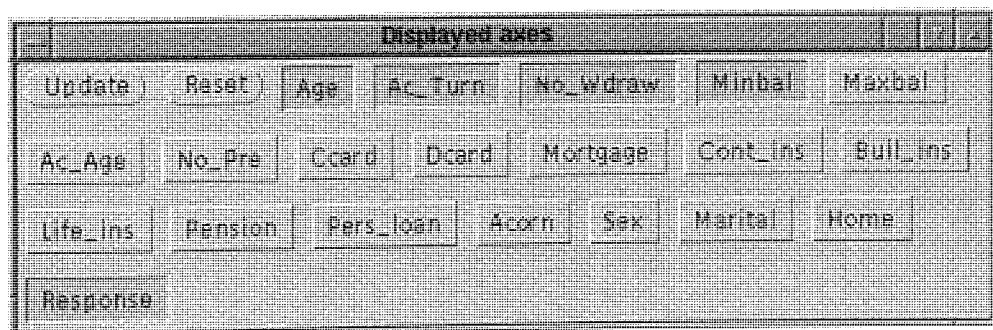 Displayed axes
Update Reset Age Ac_Turn No_Wdraw Minbal Maxbal
Ac_Age No_Pre Ccard Dcard Mortgage Cont_ins Buil_ins
Life_ins Pension Pers_loan Acorn Sex Marital Home
Response